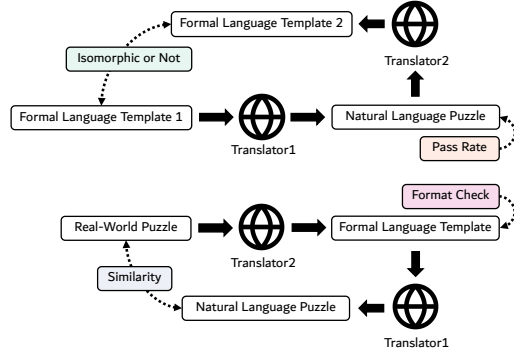 Formal Language Template 2
Translator2
Isomorphic or Not
Formal Language Template 1
Translator1
Natural Language Puzzle
Pass Rate
Format Check
Real-World Puzzle
Translator2
Formal Language Template
Similarity
Natural Language Puzzle
Translator1